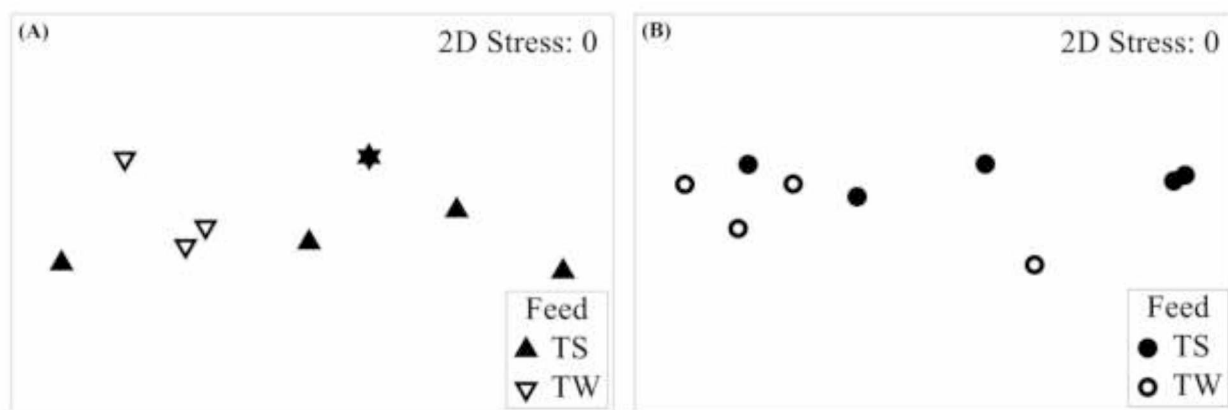 (A)
2D Stress: 0
Feed
TS
TW
(B)
2D Stress: 0
Feed
TS
TW